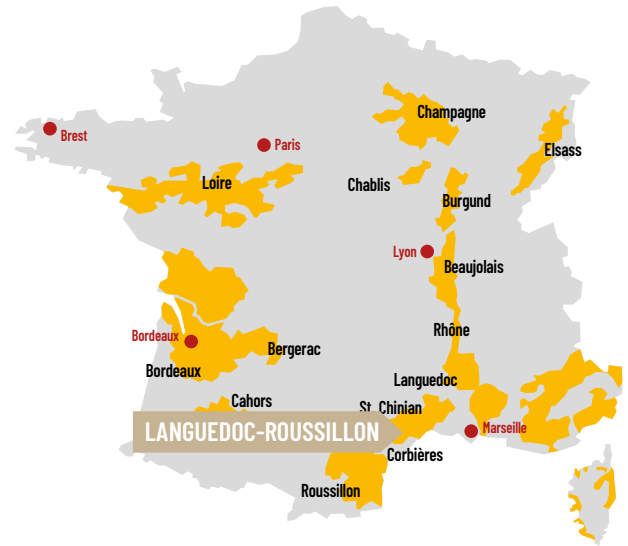 Champagne
Brest
Paris
Elsass
Loire
Chablis
Burgund
Lyon
Beaujolais
Rhône
Bordeaux
Bergerac
Bordeaux
Languedoc
Cahors
St. Chinian
LANGUEDOC-ROUSSILLON
Marseille
Corbières
Roussillon